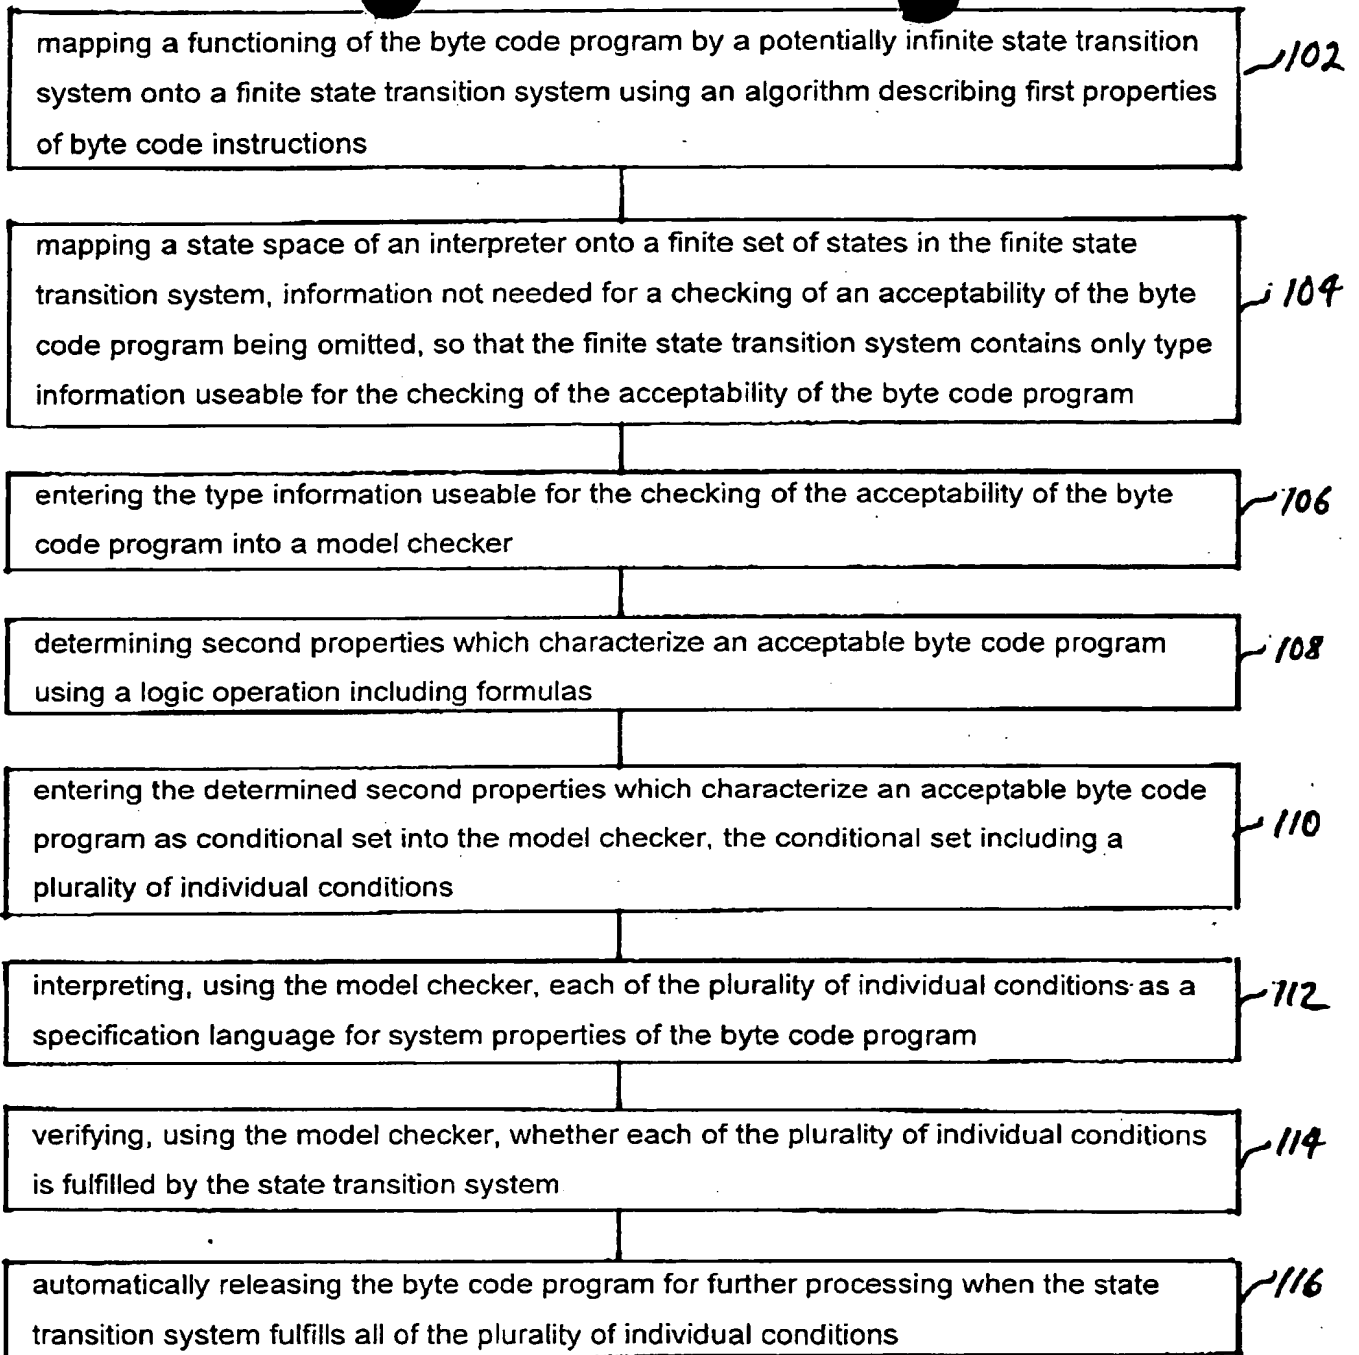 mapping a functioning of the byte code program by a potentially infinite state transition
102
system onto a finite state transition system using an algorithm describing first properties
of byte code instructions
mapping a state space of an interpreter onto a finite set of states in the finite state
transition system, information not needed for a checking of an acceptability of the byte
104
code program being omitted, so that the finite state transition system contains only type
information useable for the checking of the acceptability of the byte code program
entering the type information useable for the checking of the acceptability of the byte
106
code program into a model checker
determining second properties which characterize an acceptable byte code program
108
using a logic operation including formulas
entering the determined second properties which characterize an acceptable byte code
program as conditional set into the model checker, the conditional set including a
110
plurality of individual conditions
interpreting, using the model checker, each of the plurality of individual conditions as a
112
specification language for system properties of the byte code program
verifying, using the model checker, whether each of the plurality of individual conditions
114
is fulfilled by the state transition system
automatically releasing the byte code program for further processing when the state
116
transition system fulfills all of the plurality of individual conditions